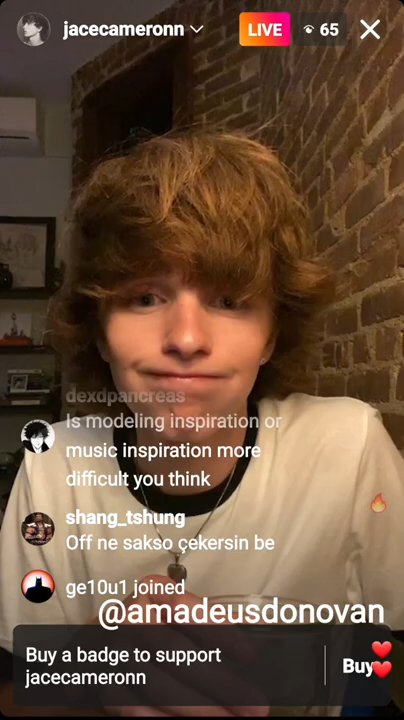 jacecameronn
LIVE
65
dexdpancreas
Is modeling inspiration or
music inspiration more
difficult you think
shang_tshung
Off ne sakso çekersin be
ge10u1 joined
@amadeusdonovan
Buy a badge to support
jacecameronn
Buy